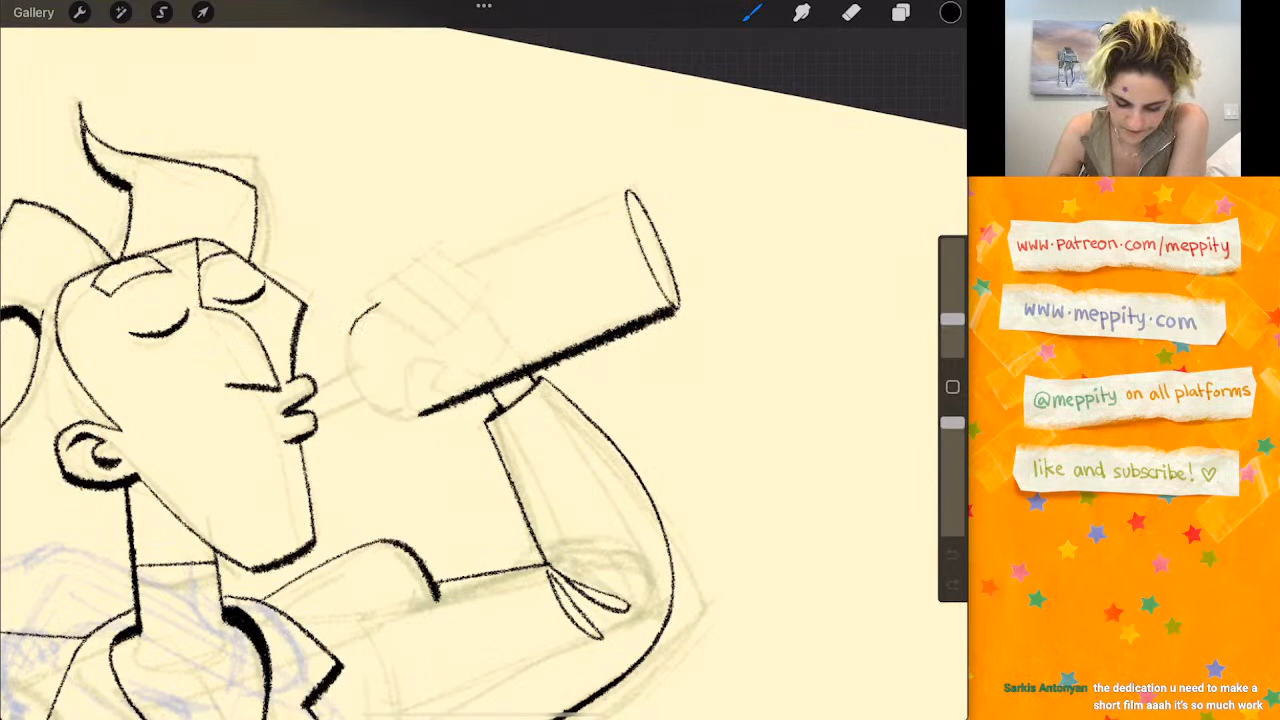 Gallery
www.patreon.com/meppity
www.meppity.com
@meppity on all platforms
like and subscribe! ♡
Sarkis Antonyan the dedication u need to make a
short film aaah it's so much work